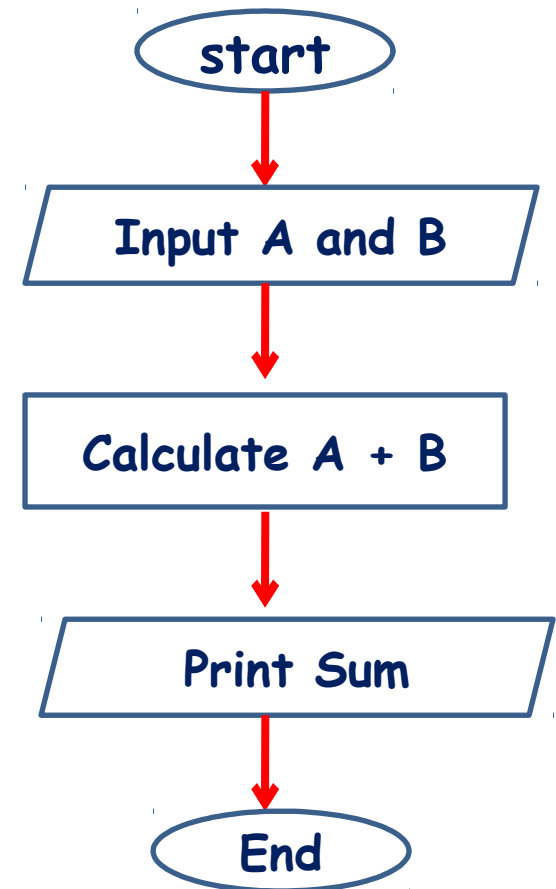 start
Input A and B
Calculate A + B
Print Sum
End